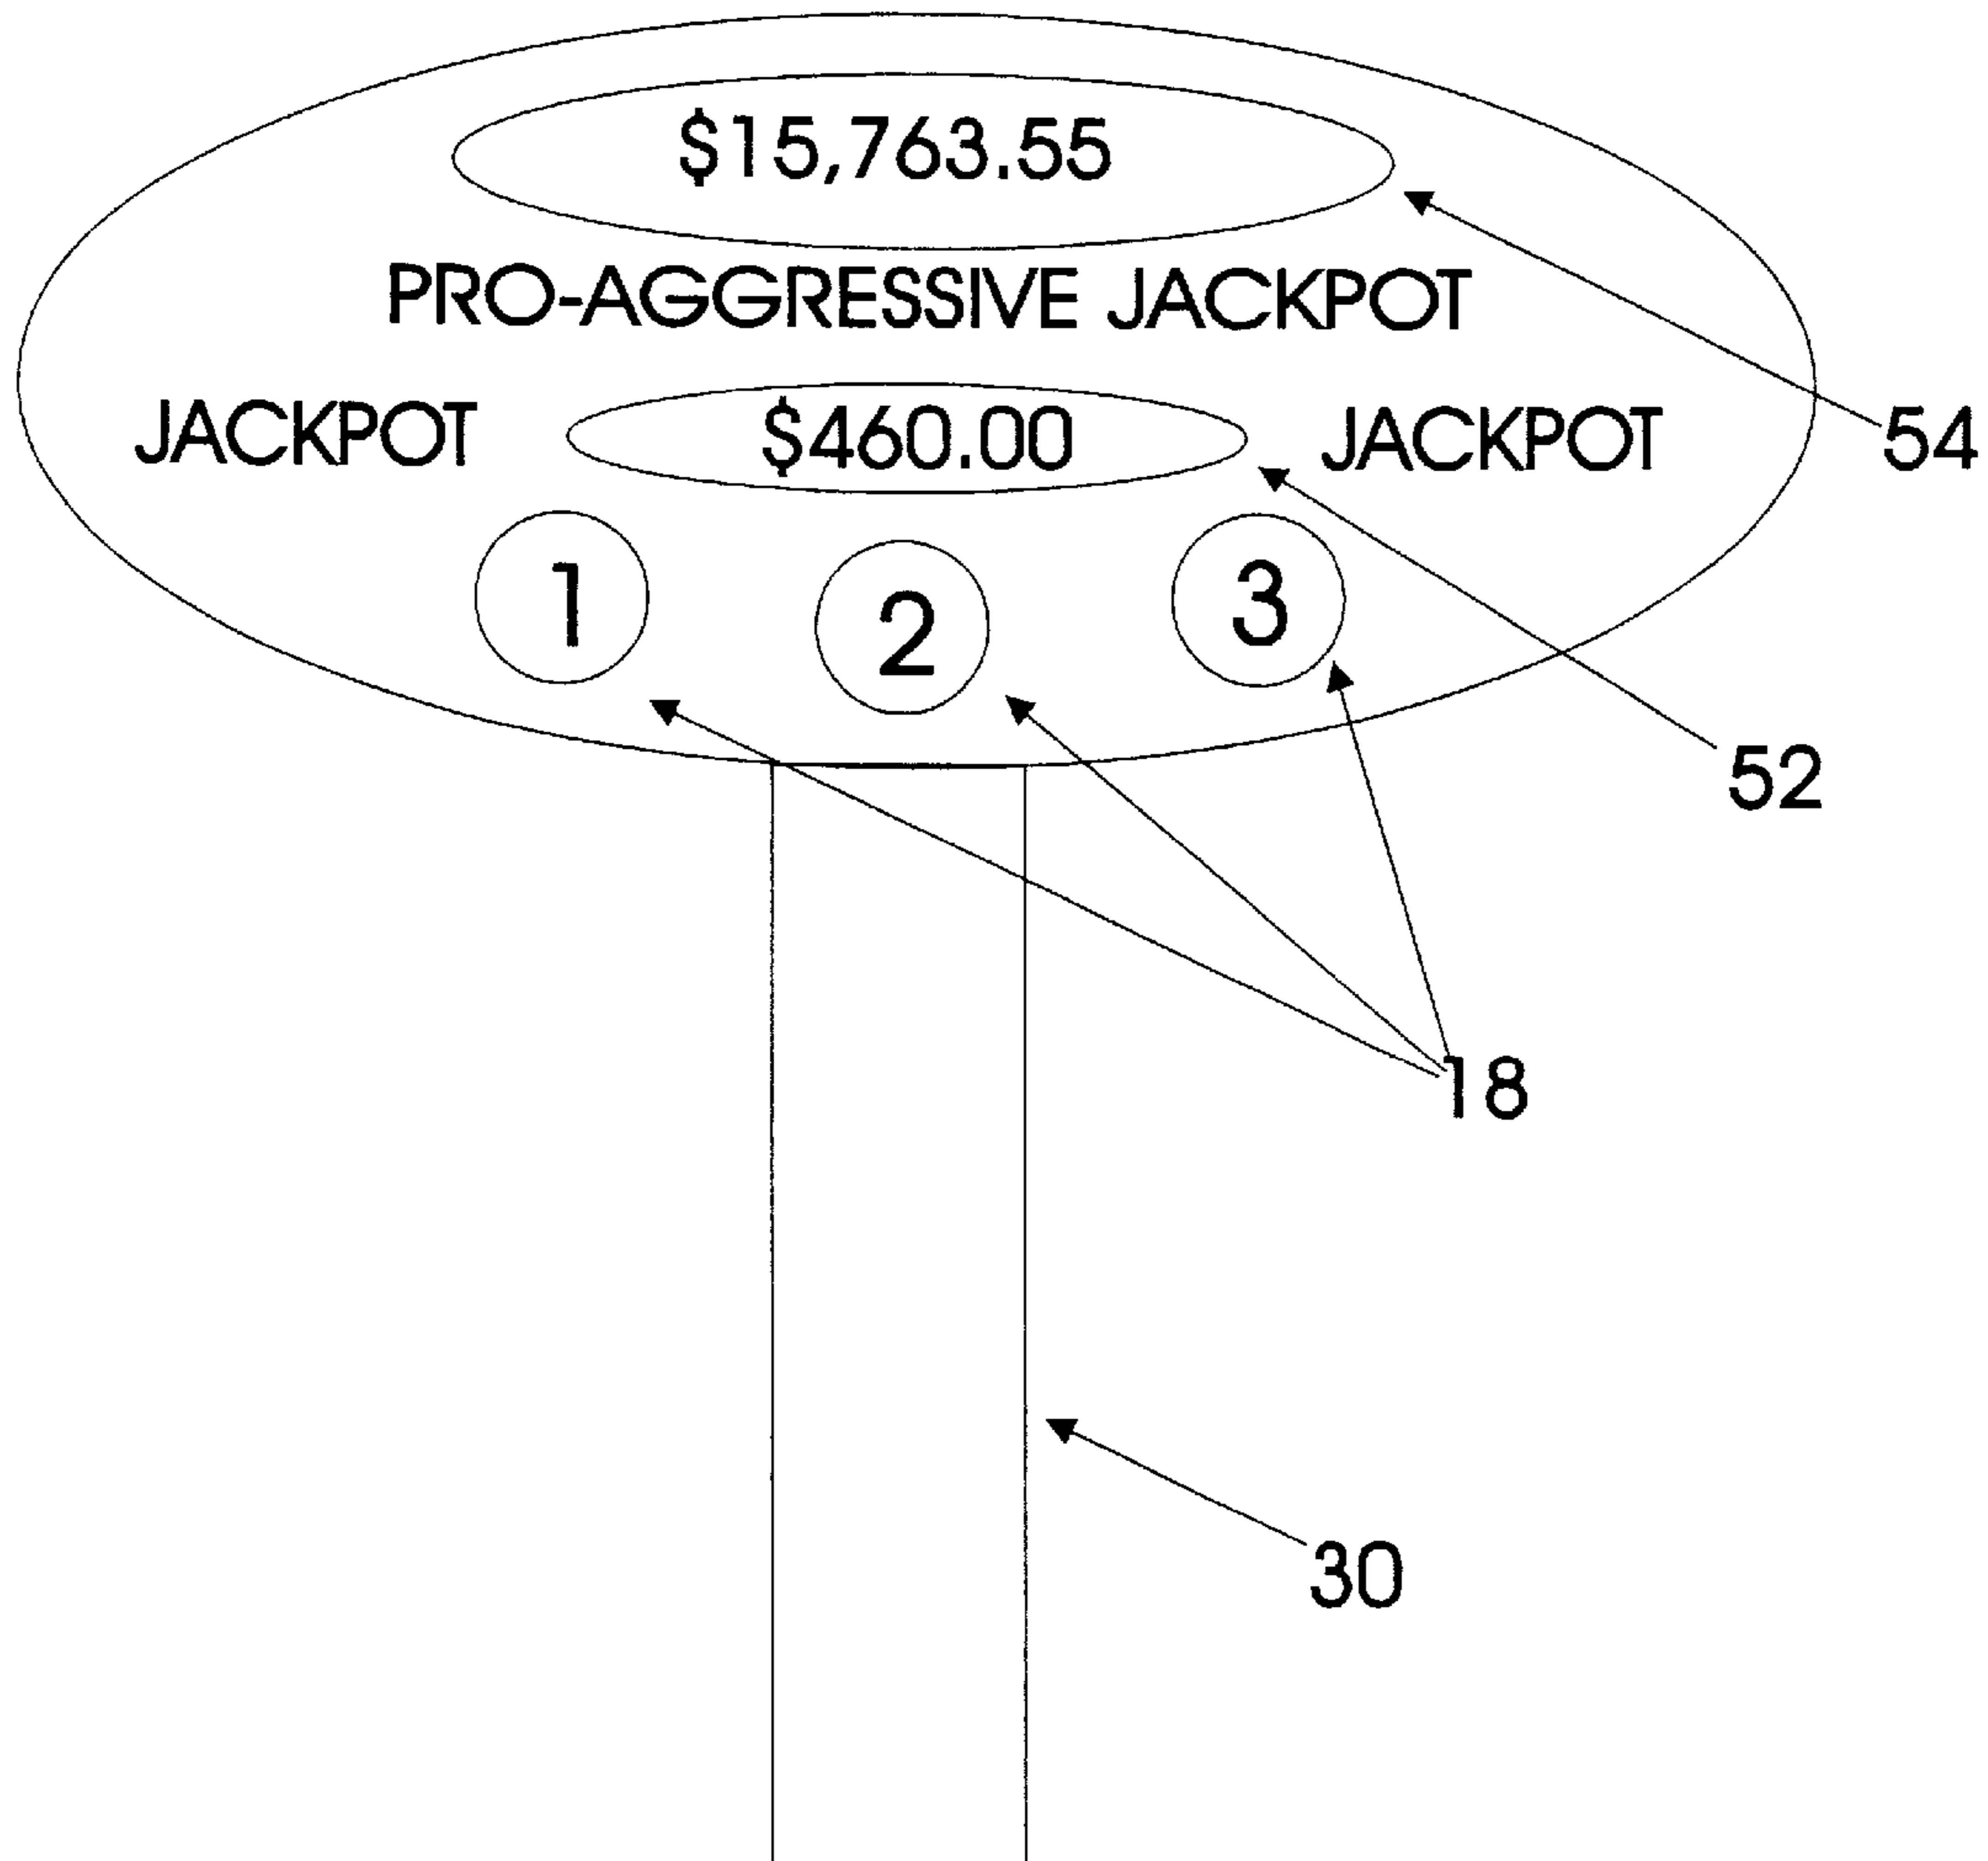 $15,763.55
PRO-AGGRESSIVE JACKPOT
JACKPOT $460.00 JACKPOT
54
1 2 3
52
18
30